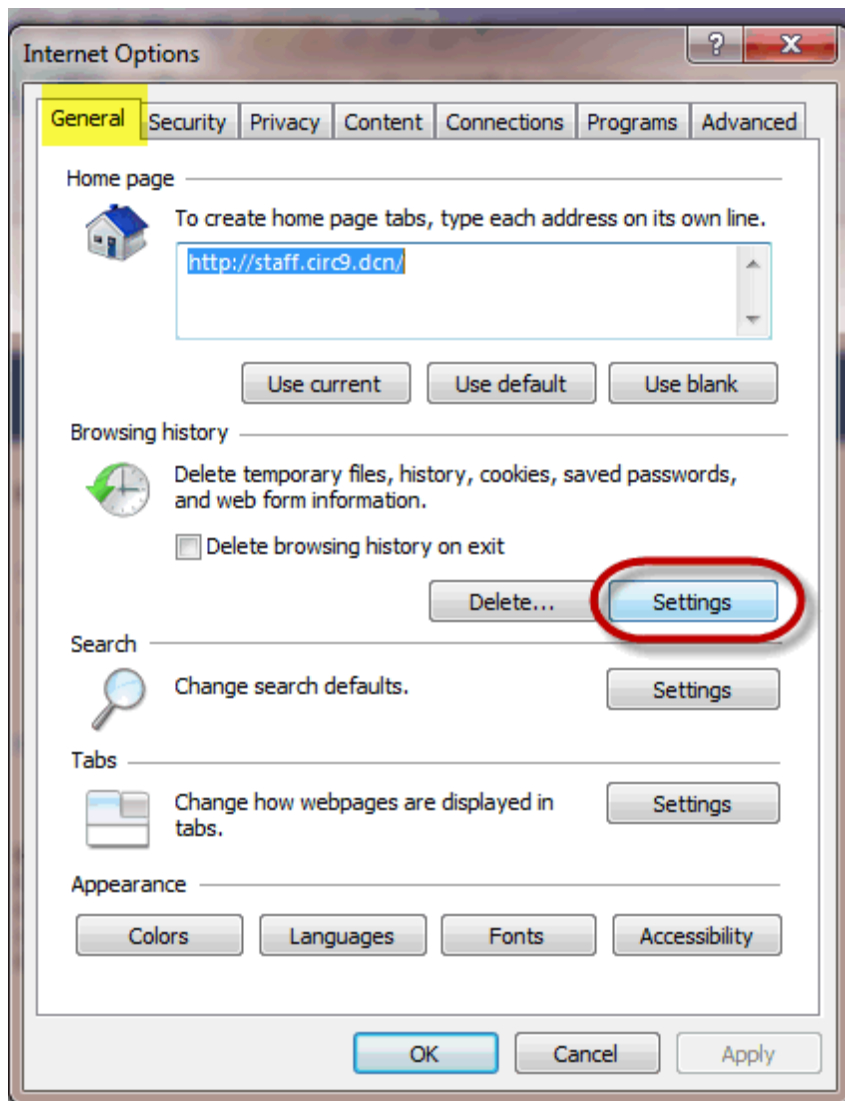 Internet Options
?
X
General Security Privacy Content Connections Programs Advanced
Home page
To create home page tabs, type each address on its own line.
http://staff.circ9.dcn/
Use current Use default Use blank
Browsing history
Delete temporary files, history, cookies, saved passwords,
and web form information.
Delete browsing history on exit
Delete... Settings
Search
Change search defaults. Settings
Tabs
Change how webpages are displayed in Settings
tabs.
Appearance
Colors Languages Fonts Accessibility
OK Cancel Apply